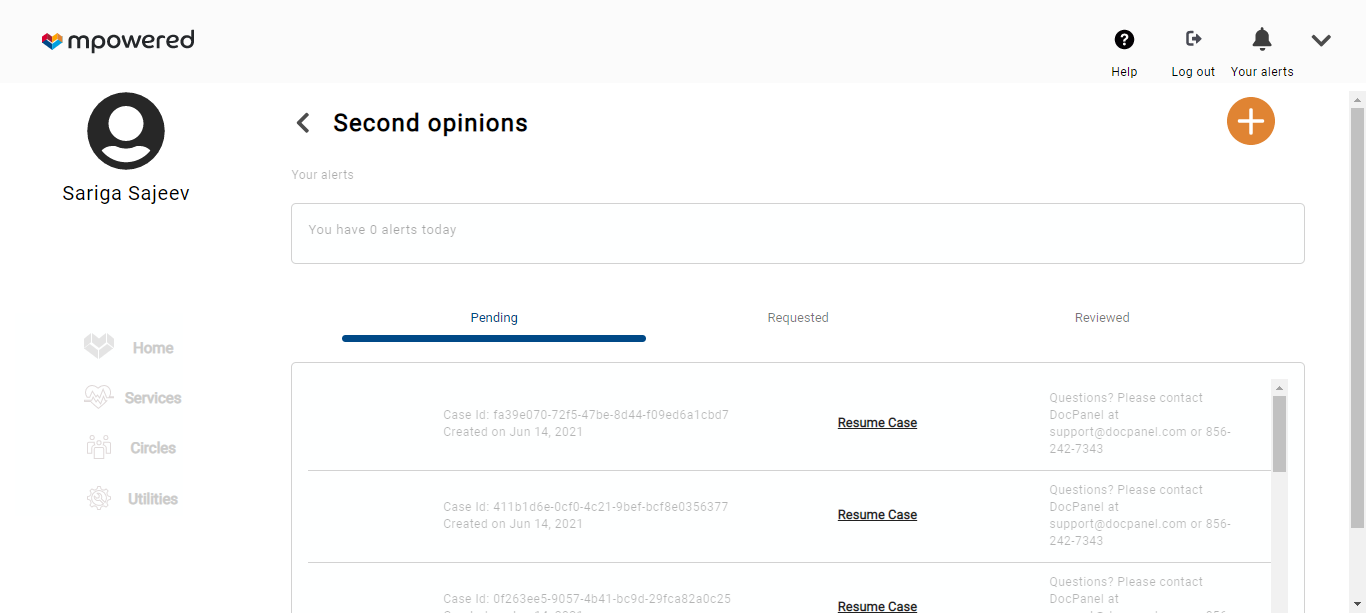 mpowered
Help
Log out
Your alerts
Sariga Sajeev
Second opinions
Your alerts
You have 0 alerts today
Pending
Requested
Reviewed
Home
Services
Circles
Utilities
Case Id: fa39e070-72f5-47be-8d44-f09ed6a1cbd7
Created on Jun 14, 2021
Resume Case
Questions? Please contact
DocPanel at
support@docpanel.com or 856-
242-7343
Case Id: 411b1d6e-0cf0-4c21-9bef-bcf8e0356377
Created on Jun 14, 2021
Resume Case
Questions? Please contact
DocPanel at
support@docpanel.com or 856-
242-7343
Case Id: 0f263ee5-9057-4b41-bc9d-29fca82a0c25
Resume Case
Questions? Please contact
DocPanel at